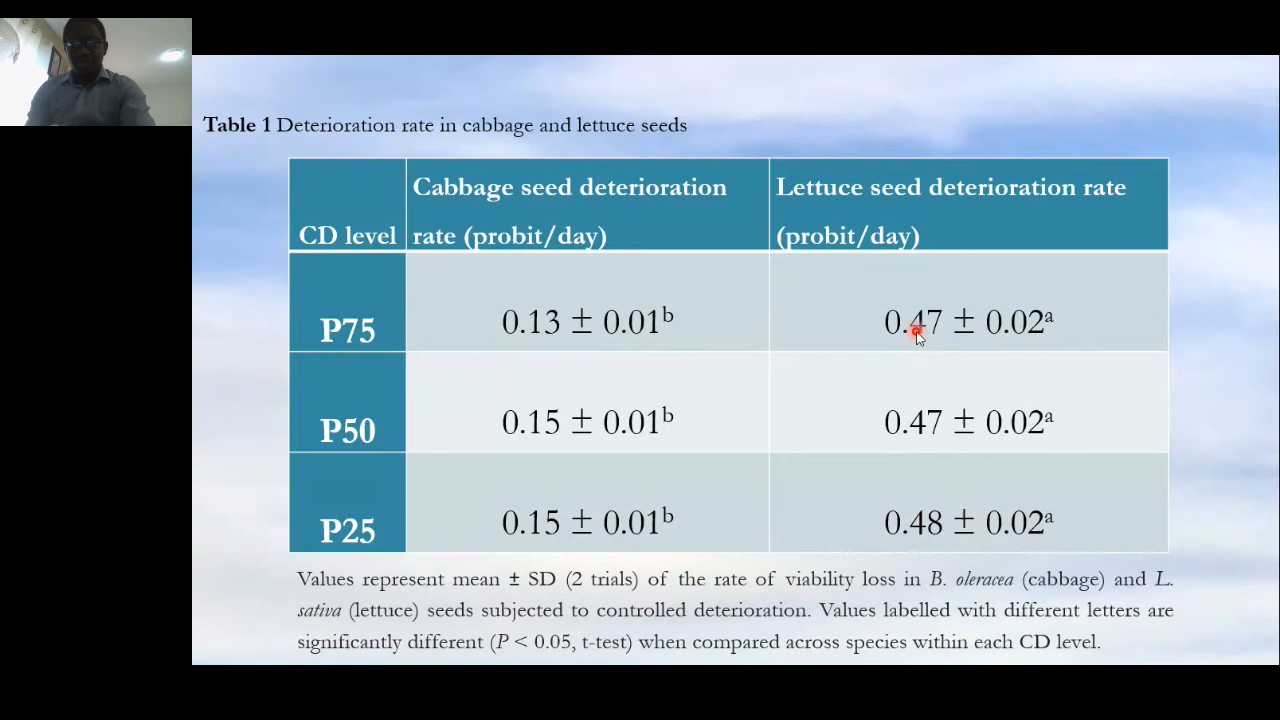 Table 1 Deterioration rate in cabbage and lettuce seeds
CD level
Cabbage seed deterioration
rate (probit/day)
Lettuce seed deterioration rate
(probit/day)
P75
0.13 ± 0.01ᵇ
0.47 ± 0.02ᵃ
P50
0.15 ± 0.01ᵇ
0.47 ± 0.02ᵃ
P25
0.15 ± 0.01ᵇ
0.48 ± 0.02ᵃ
Values represent mean ± SD (2 trials) of the rate of viability loss in B. oleracea (cabbage) and L.
sativa (lettuce) seeds subjected to controlled deterioration. Values labelled with different letters are
significantly different (P < 0.05, t-test) when compared across species within each CD level.